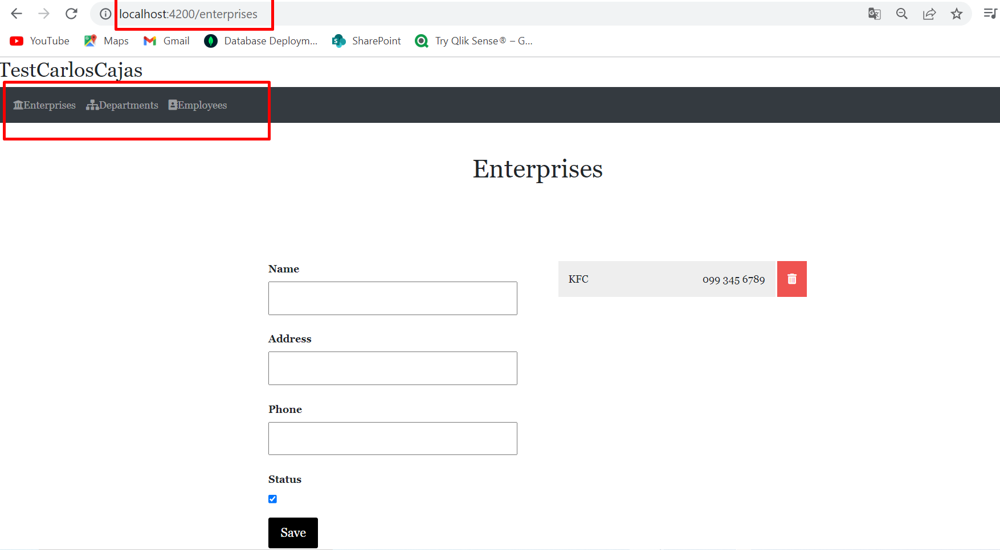 localhost:4200/enterprises
YouTube Maps Gmail Database Deploym... SharePoint Try Qlik Sense® – G...
TestCarlosCajas
Enterprises Departments Employees
Enterprises
Name
KFC 099 345 6789
Address
Phone
Status
Save